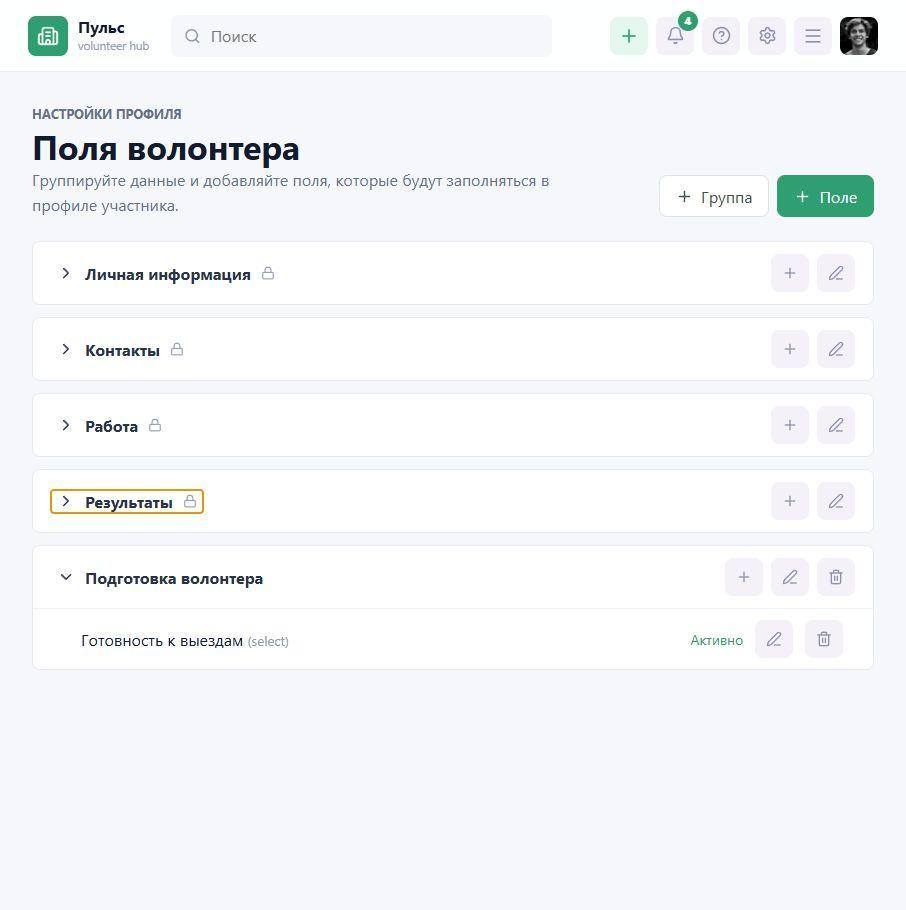 Пульс
volunteer hub
Поиск
4
НАСТРОЙКИ ПРОФИЛЯ
Поля волонтера
Группируйте данные и добавляйте поля, которые будут заполняться в
профиле участника.
+ Группа
+ Поле
Личная информация
Контакты
Работа
Результаты
Подготовка волонтера
Готовность к выездам (select)
Активно